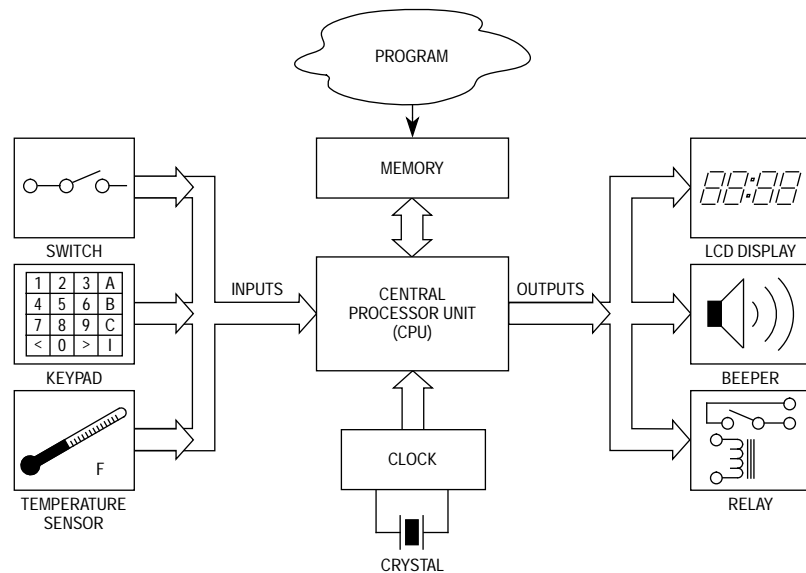 PROGRAM
MEMORY
SWITCH
1 2 3 A
4 5 6 B
7 8 9 C
< 0 > I
KEYPAD
F
TEMPERATURE
SENSOR
INPUTS
CENTRAL
PROCESSOR UNIT
(CPU)
OUTPUTS
CLOCK
CRYSTAL
88:88
LCD DISPLAY
BEEPER
RELAY